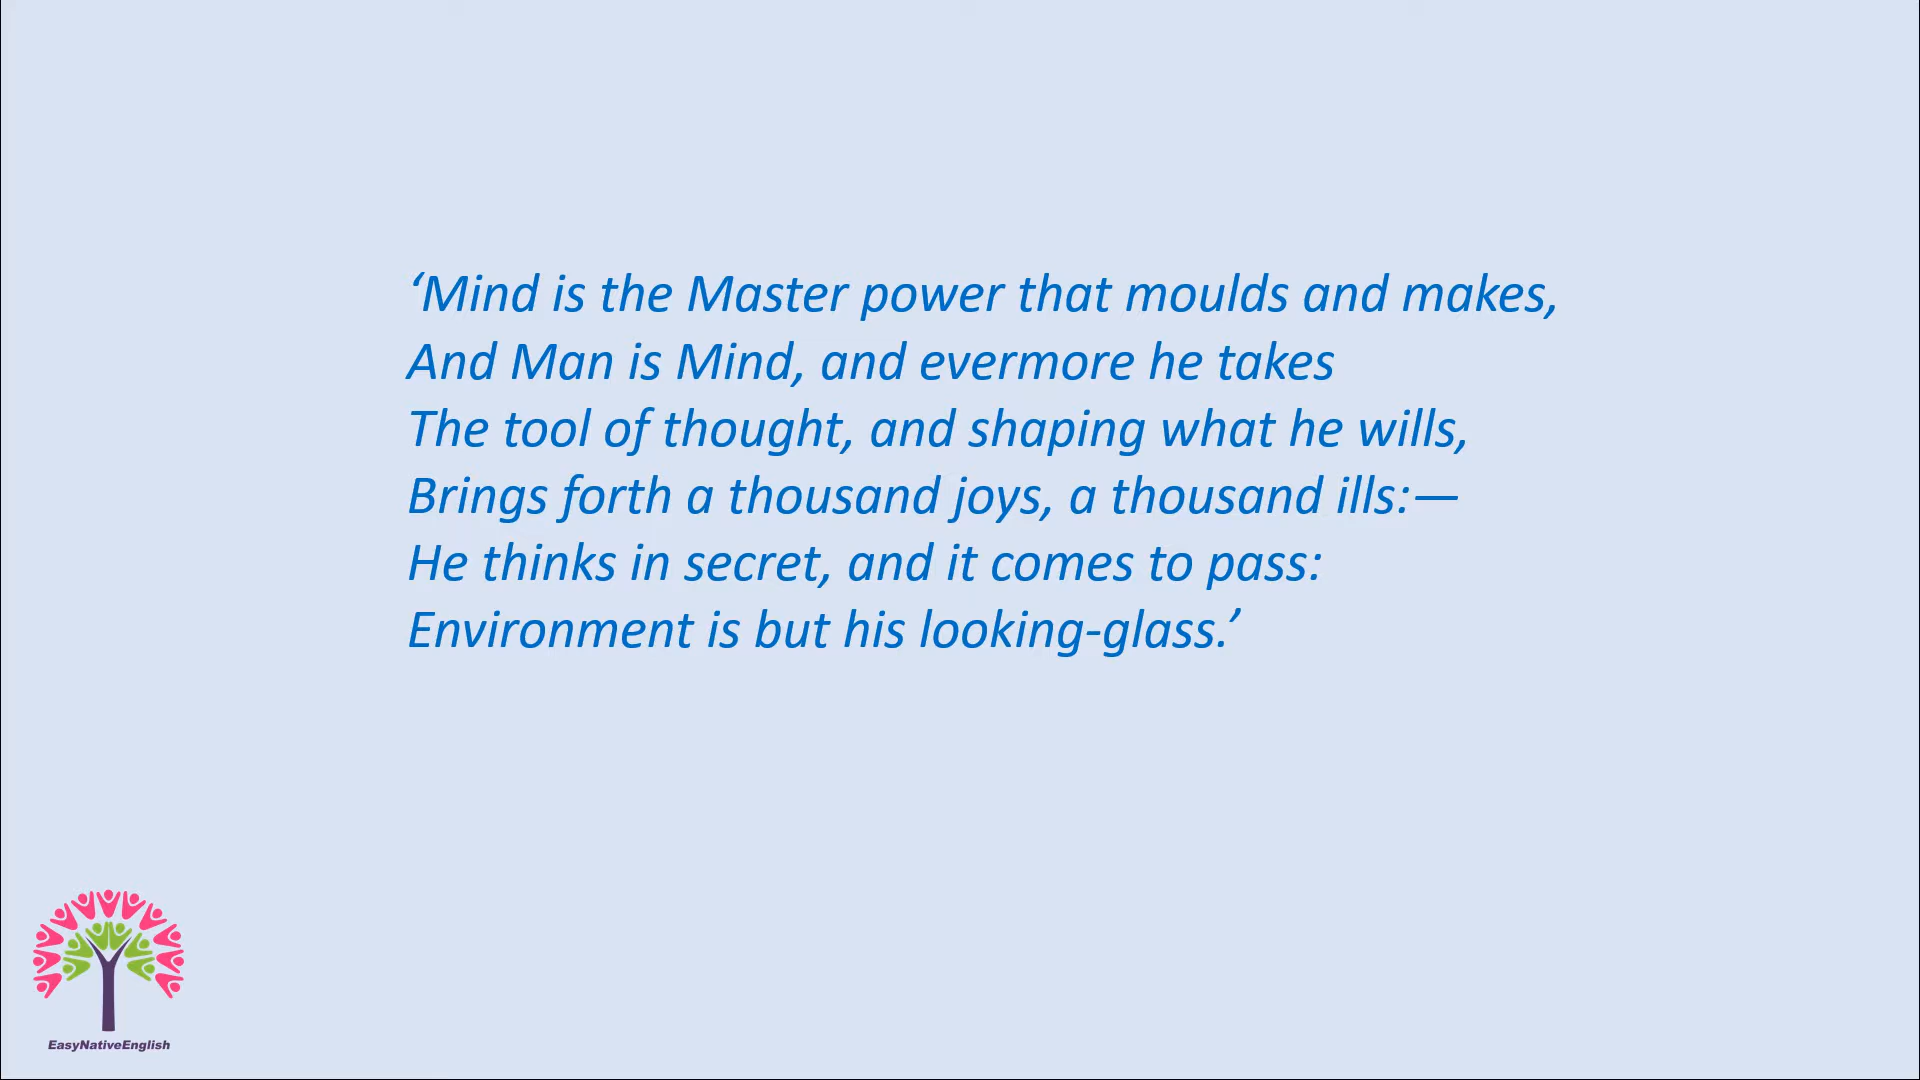 ‘Mind is the Master power that moulds and makes,
And Man is Mind, and evermore he takes
The tool of thought, and shaping what he wills,
Brings forth a thousand joys, a thousand ills:—
He thinks in secret, and it comes to pass:
Environment is but his looking-glass.’
EasyNativeEnglish